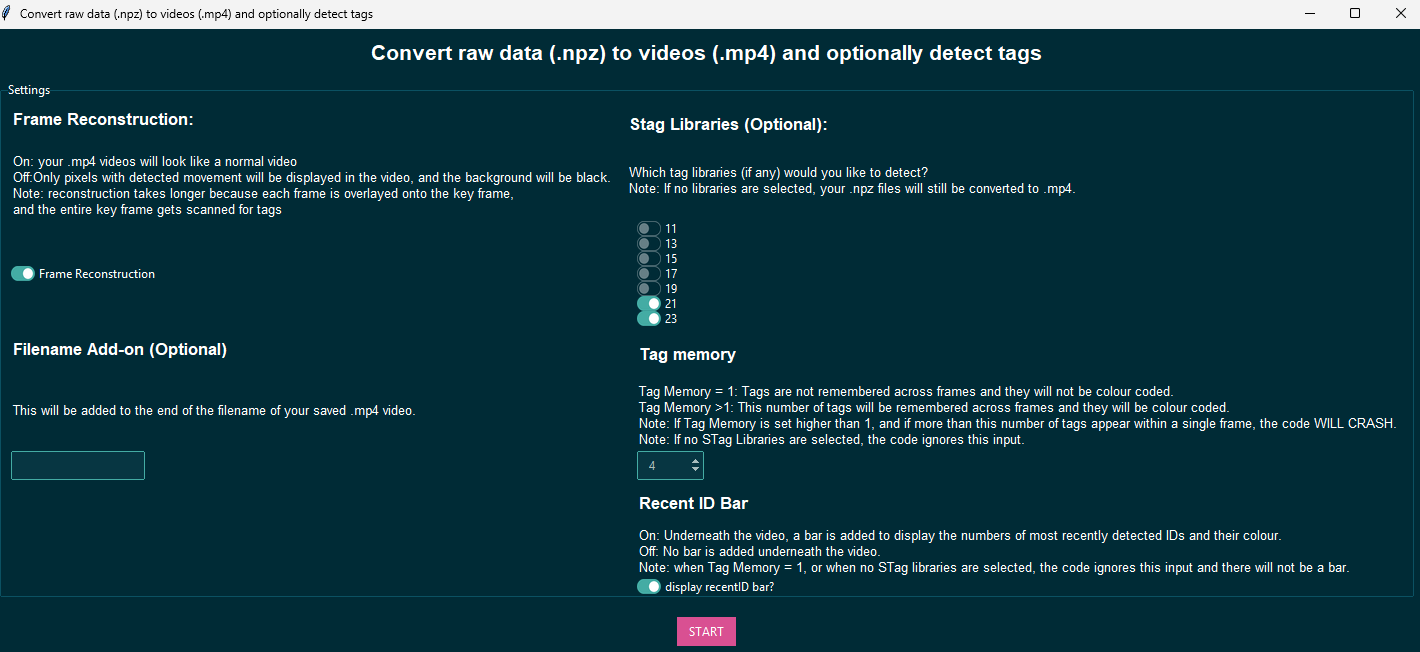 Convert raw data (.npz) to videos (.mp4) and optionally detect tags
Convert raw data (.npz) to videos (.mp4) and optionally detect tags
Settings
Frame Reconstruction:
On: your .mp4 videos will look like a normal video
Off:Only pixels with detected movement will be displayed in the video, and the background will be black.
Note: reconstruction takes longer because each frame is overlayed onto the key frame,
and the entire key frame gets scanned for tags
Frame Reconstruction
Filename Add-on (Optional)
This will be added to the end of the filename of your saved .mp4 video.
Stag Libraries (Optional):
Which tag libraries (if any) would you like to detect?
Note: If no libraries are selected, your .npz files will still be converted to .mp4.
11
13
15
17
19
21
23
Tag memory
Tag Memory = 1: Tags are not remembered across frames and they will not be colour coded.
Tag Memory >1: This number of tags will be remembered across frames and they will be colour coded.
Note: If Tag Memory is set higher than 1, and if more than this number of tags appear within a single frame, the code WILL CRASH.
Note: If no STag Libraries are selected, the code ignores this input.
4
Recent ID Bar
On: Underneath the video, a bar is added to display the numbers of most recently detected IDs and their colour.
Off: No bar is added underneath the video.
Note: when Tag Memory = 1, or when no STag libraries are selected, the code ignores this input and there will not be a bar.
display recentID bar?
START